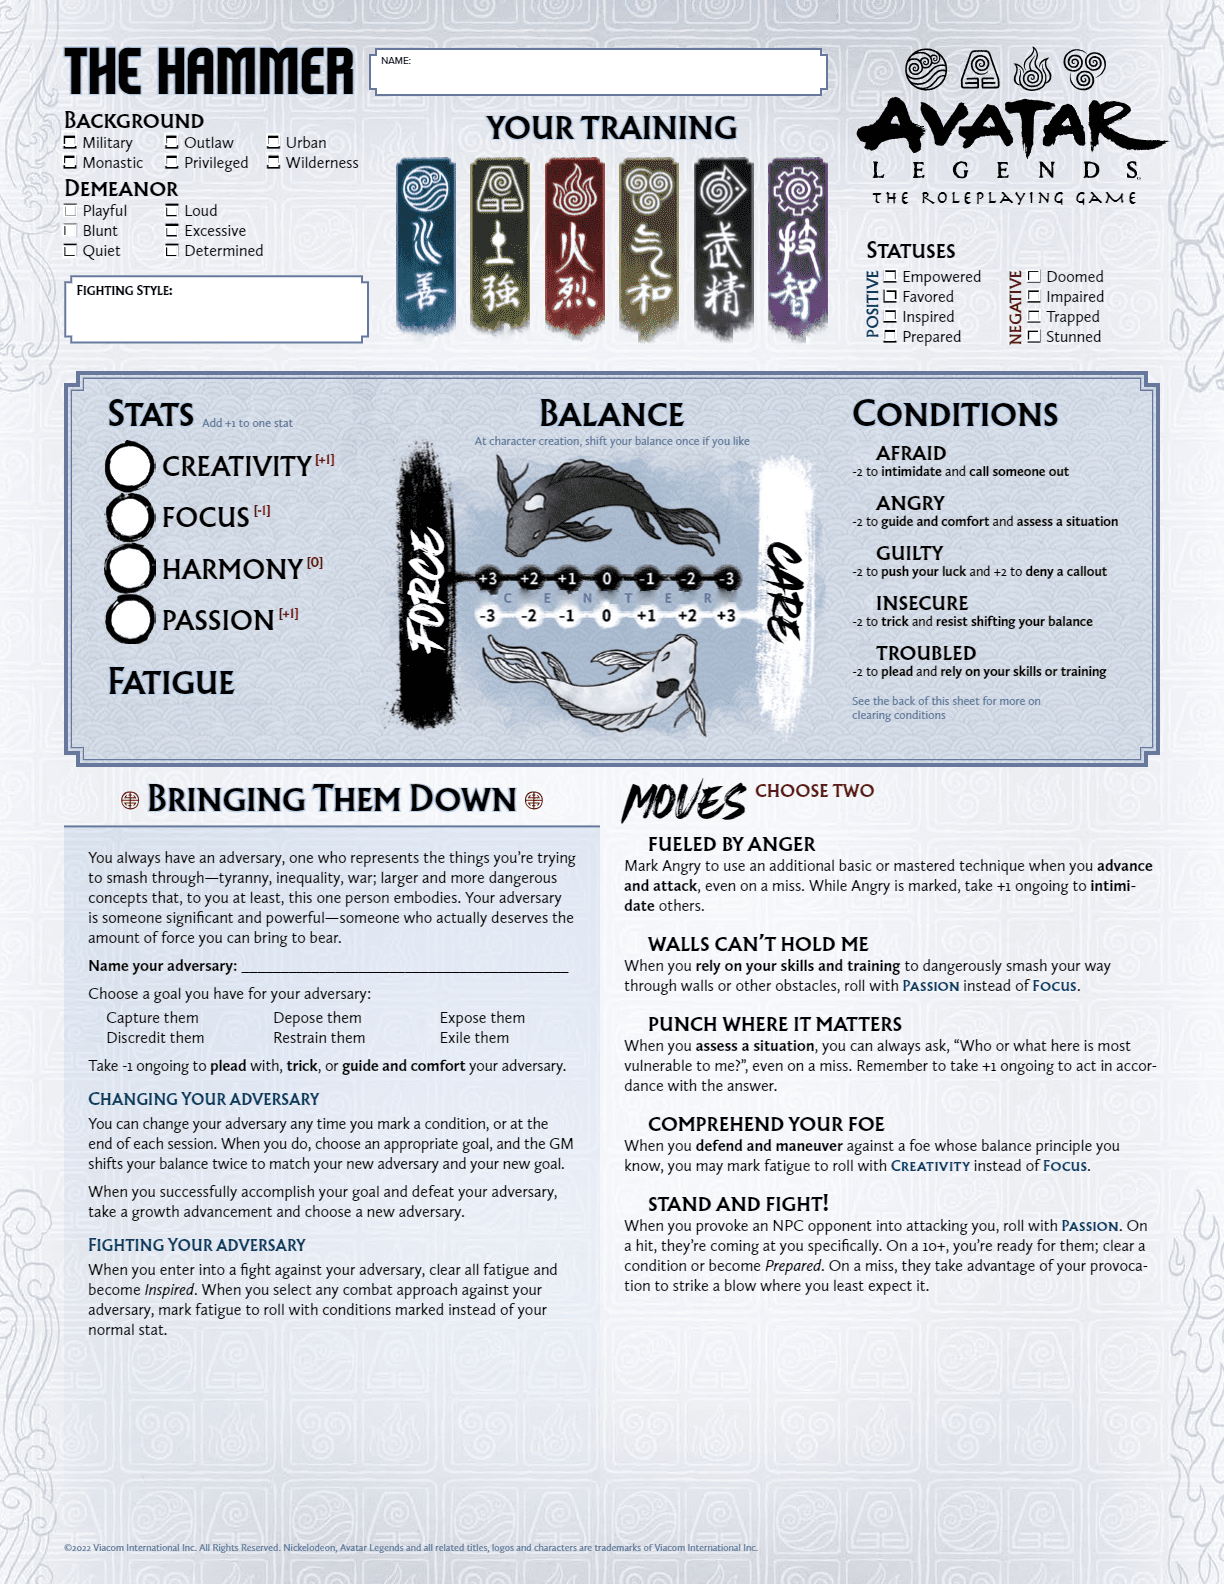 THE HAMMER
NAME:
BACKGROUND
Military Outlaw Urban
Monastic Privileged Wilderness
DEMEANOR
Playful Loud
Blunt Excessive
Quiet Determined
FIGHTING STYLE:
YOUR TRAINING
水 土 火 气 武 技
善 強 烈 和 精 智
AVATAR
LEGENDS
THE ROLEPLAYING GAME
STATUSES
POSITIVE
Empowered
Favored
Inspired
Prepared
NEGATIVE
Doomed
Impaired
Trapped
Stunned
STATS Add +1 to one stat
CREATIVITY [+1]
FOCUS [-1]
HARMONY [0]
PASSION [+1]
FATIGUE
BALANCE
At character creation, shift your balance once if you like
FORCE
+3 +2 +1 0 -1 -2 -3
CENTER
-3 -2 -1 0 +1 +2 +3
CARE
CONDITIONS
AFRAID
-2 to intimidate and call someone out
ANGRY
-2 to guide and comfort and assess a situation
GUILTY
-2 to push your luck and +2 to deny a callout
INSECURE
-2 to trick and resist shifting your balance
TROUBLED
-2 to plead and rely on your skills or training
See the back of this sheet for more on
clearing conditions
BRINGING THEM DOWN
You always have an adversary, one who represents the things you're trying
to smash through—tyranny, inequality, war; larger and more dangerous
concepts that, to you at least, this one person embodies. Your adversary
is someone significant and powerful—someone who actually deserves the
amount of force you can bring to bear.
Name your adversary: ______________________________________
Choose a goal you have for your adversary:
Capture them Depose them Expose them
Discredit them Restrain them Exile them
Take -1 ongoing to plead with, trick, or guide and comfort your adversary.
CHANGING YOUR ADVERSARY
You can change your adversary any time you mark a condition, or at the
end of each session. When you do, choose an appropriate goal, and the GM
shifts your balance twice to match your new adversary and your new goal.
When you successfully accomplish your goal and defeat your adversary,
take a growth advancement and choose a new adversary.
FIGHTING YOUR ADVERSARY
When you enter into a fight against your adversary, clear all fatigue and
become Inspired. When you select any combat approach against your
adversary, mark fatigue to roll with conditions marked instead of your
normal stat.
MOVES CHOOSE TWO
FUELED BY ANGER
Mark Angry to use an additional basic or mastered technique when you advance
and attack, even on a miss. While Angry is marked, take +1 ongoing to intimi-
date others.
WALLS CAN'T HOLD ME
When you rely on your skills and training to dangerously smash your way
through walls or other obstacles, roll with PASSION instead of FOCUS.
PUNCH WHERE IT MATTERS
When you assess a situation, you can always ask, “Who or what here is most
vulnerable to me?”, even on a miss. Remember to take +1 ongoing to act in accor-
dance with the answer.
COMPREHEND YOUR FOE
When you defend and maneuver against a foe whose balance principle you
know, you may mark fatigue to roll with CREATIVITY instead of FOCUS.
STAND AND FIGHT!
When you provoke an NPC opponent into attacking you, roll with PASSION. On
a hit, they're coming at you specifically. On a 10+, you're ready for them; clear a
condition or become Prepared. On a miss, they take advantage of your provoca-
tion to strike a blow where you least expect it.
©2022 Viacom International Inc. All Rights Reserved. Nickelodeon, Avatar Legends and all related titles, logos and characters are trademarks of Viacom International Inc.